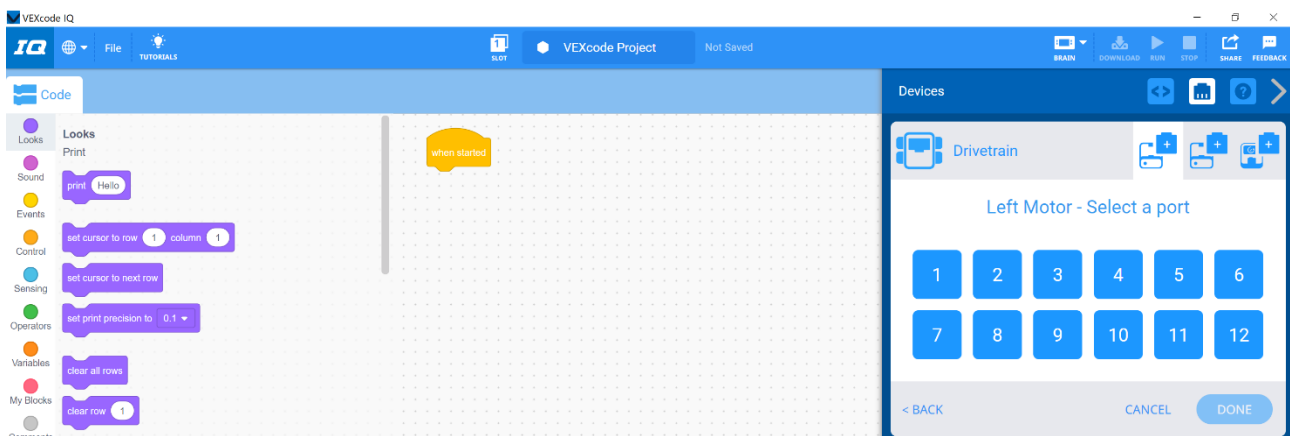 VEXcode IQ
IQ
File
TUTORIALS
1
SLOT
VEXcode Project
Not Saved
BRAIN
DOWNLOAD
RUN
STOP
SHARE
FEEDBACK
Code
Devices
Looks
Sound
Events
Control
Sensing
Operators
Variables
My Blocks
Comments
Looks
Print
print Hello
set cursor to row 1 column 1
set cursor to next row
set print precision to 0.1
clear all rows
clear row 1
when started
Drivetrain
Left Motor - Select a port
1 2 3 4 5 6
7 8 9 10 11 12
< BACK
CANCEL
DONE